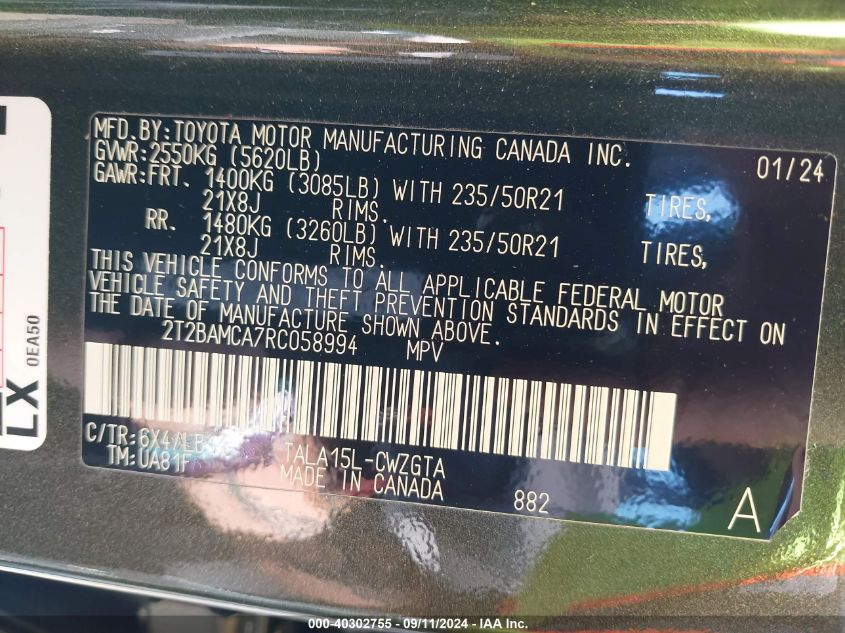 MFD.BY:TOYOTA MOTOR MANUFACTURING CANADA INC. 01/24
GVWR:2550KG (5620LB)
GAWR:FRT. 1400KG (3085LB) WITH 235/50R21 TIRES,
21X8J RIMS.
RR. 1480KG (3260LB) WITH 235/50R21 TIRES,
21X8J RIMS.
THIS VEHICLE CONFORMS TO ALL APPLICABLE FEDERAL MOTOR
VEHICLE SAFETY AND THEFT PREVENTION STANDARDS IN EFFECT ON
THE DATE OF MANUFACTURE SHOWN ABOVE.
2T2BAMCA7RC058994 MPV
C/TR:6X4/LB
TALA15L-CWZGTA
TM:UA81F
MADE IN CANADA
882
A
LX
0EA50
000-40302755 - 09/11/2024 - IAA Inc.